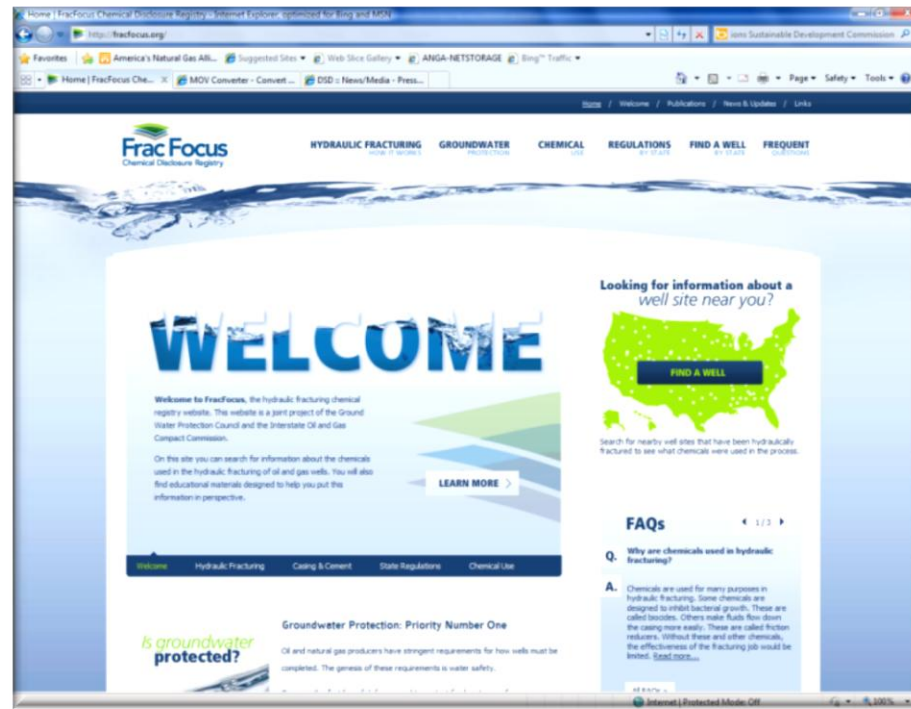 Home | FracFocus Chemical Disclosure Registry - Internet Explorer, optimized for Bing and MSN
http://fracfocus.org/
ions Sustainable Development Commission
Favorites America's Natural Gas Alli... Suggested Sites Web Slice Gallery ANGA-NETSTORAGE Bing™ Traffic
Home | FracFocus Che... X MOV Converter - Convert ... DSD :: News/Media - Press...
Page Safety Tools
Home / Welcome / Publications / News & Updates / Links
Frac Focus
Chemical Disclosure Registry
HYDRAULIC FRACTURING GROUNDWATER CHEMICAL REGULATIONS FIND A WELL FREQUENT
HOW IT WORKS PROTECTION USE BY STATE BY STATE QUESTIONS
WELCOME
Welcome to FracFocus, the hydraulic fracturing chemical
registry website. This website is a joint project of the Ground
Water Protection Council and the Interstate Oil and Gas
Compact Commission.
On this site you can search for information about the chemicals
used in the hydraulic fracturing of oil and gas wells. You will also
find educational materials designed to help you put this
information in perspective.
LEARN MORE
Welcome Hydraulic Fracturing Casing & Cement State Regulations Chemical Use
Looking for information about a
well site near you?
FIND A WELL
Search for nearby well sites that have been hydraulically
fractured to see what chemicals were used in the process.
FAQs
1/3
Q. Why are chemicals used in hydraulic
fracturing?
A. Chemicals are used for many purposes in
hydraulic fracturing. Some chemicals are
designed to inhibit bacterial growth. These are
called biocides. Others make fluids flow down
the casing more easily. These are called friction
reducers. Without these and other chemicals,
the effectiveness of the fracturing job would be
limited. Read more...
Is groundwater
protected?
Groundwater Protection: Priority Number One
Oil and natural gas producers have stringent requirements for how wells must be
completed. The genesis of these requirements is water safety.
Internet | Protected Mode: Off
100%